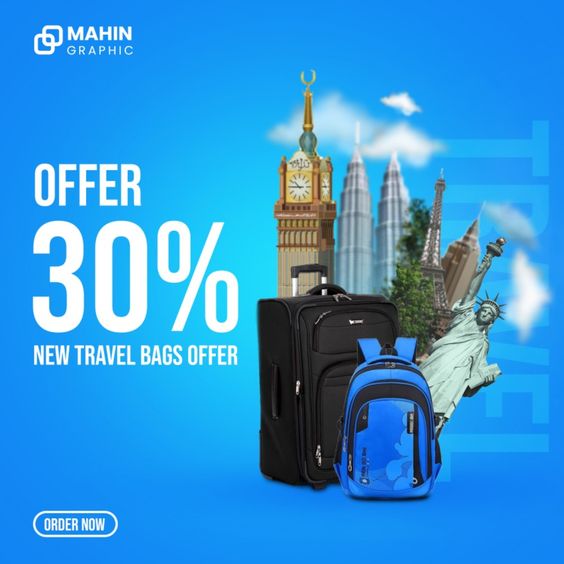 MAHIN
GRAPHIC
OFFER
30%
NEW TRAVEL BAGS OFFER
TRAVEL
ORDER NOW